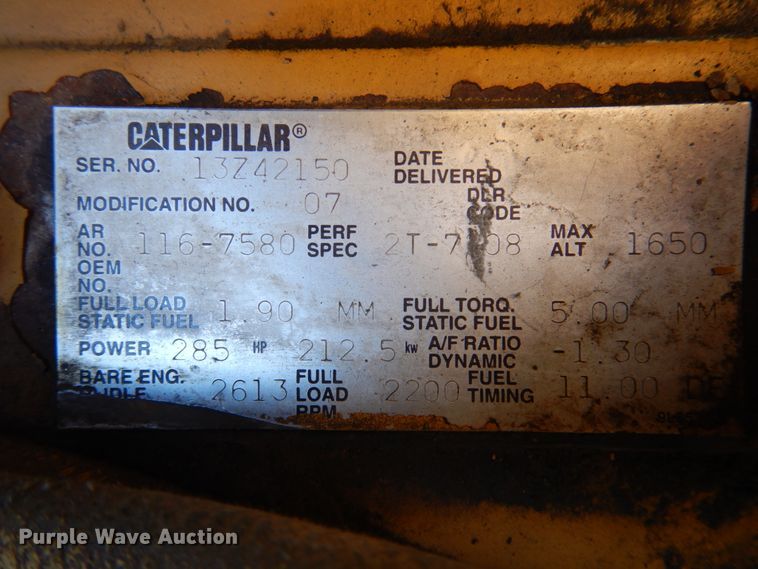 CATERPILLAR®
SER. NO. 13Z42150 DATE DELIVERED
MODIFICATION NO. 07 DLR CODE
AR NO. 116-7580 PERF SPEC MAX ALT 1650
OEM NO.
FULL LOAD STATIC FUEL 1.90 MM FULL TORQ. STATIC FUEL 5.00 MM
POWER 285 HP 212.5 kw A/F RATIO DYNAMIC -1.30
BARE ENG. 2613 FULL LOAD RPM 2200 FUEL TIMING 11.00
Purple Wave Auction